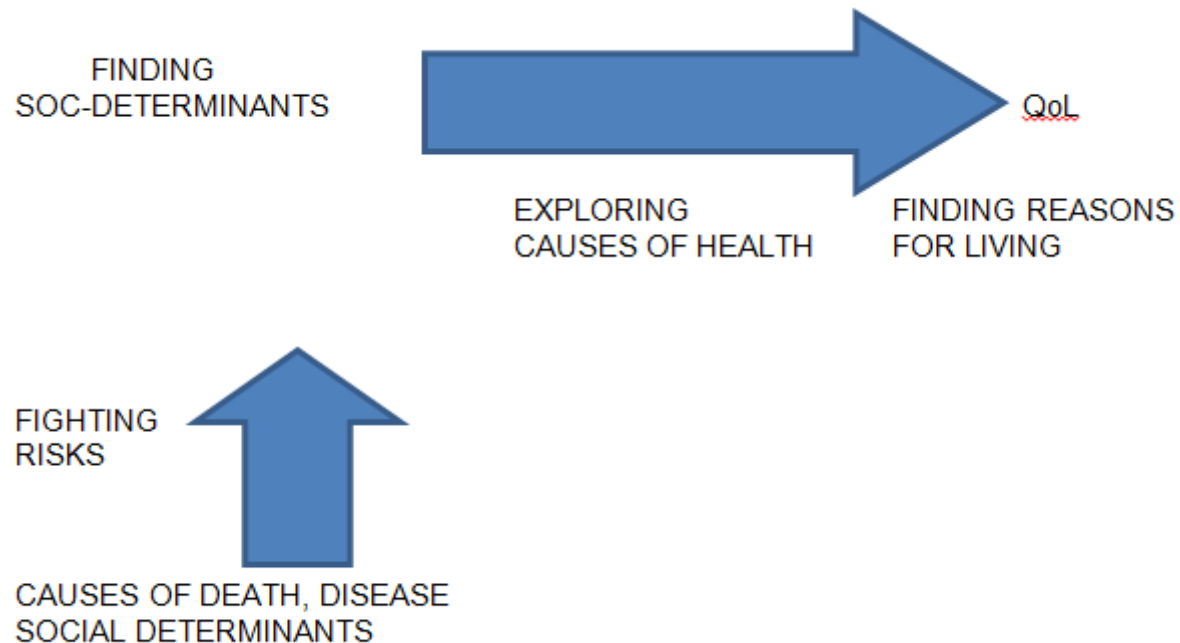 FINDING
SOC-DETERMINANTS
QoL
EXPLORING
CAUSES OF HEALTH
FINDING REASONS
FOR LIVING
FIGHTING
RISKS
CAUSES OF DEATH, DISEASE
SOCIAL DETERMINANTS